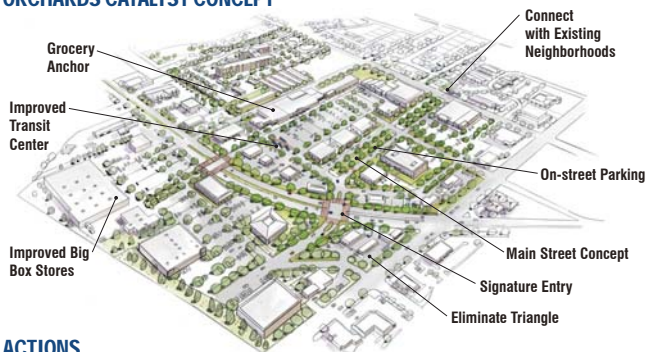 ORCHARDS CATALYST CONCEPT
Connect
with Existing
Neighborhoods
Grocery
Anchor
Improved
Transit
Center
On-street Parking
Main Street Concept
Improved Big
Box Stores
Signature Entry
Eliminate Triangle
ACTIONS